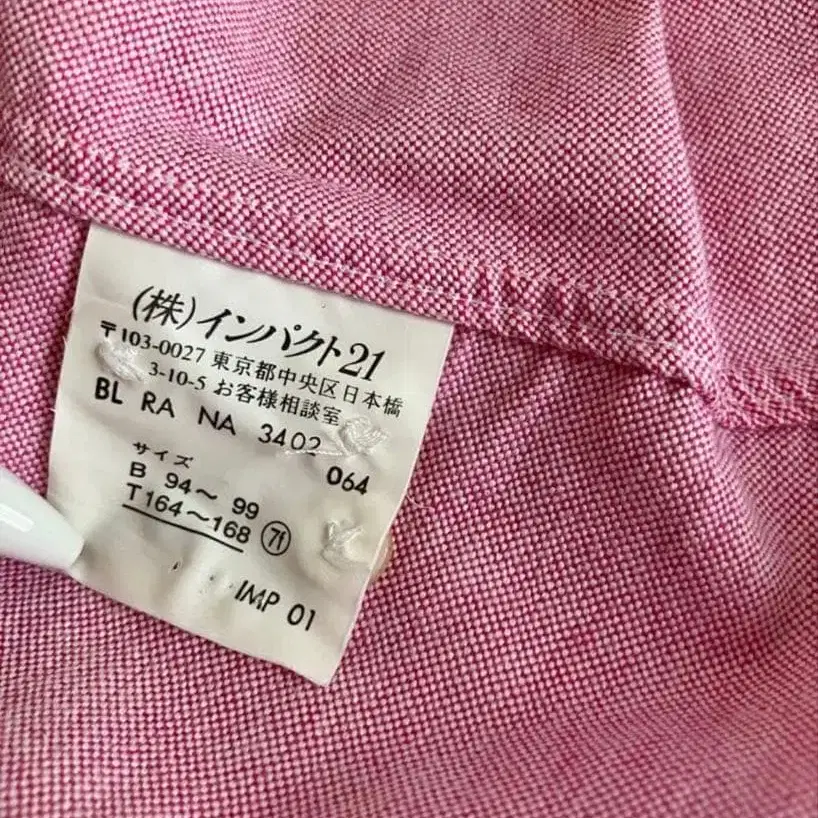 (株)インパクト21
〒103-0027 東京都中央区日本橋
3-10-5 お客様相談室
BL RA NA 3402
064
サイズ
B 94～ 99
T164～168 7f
IMP 01